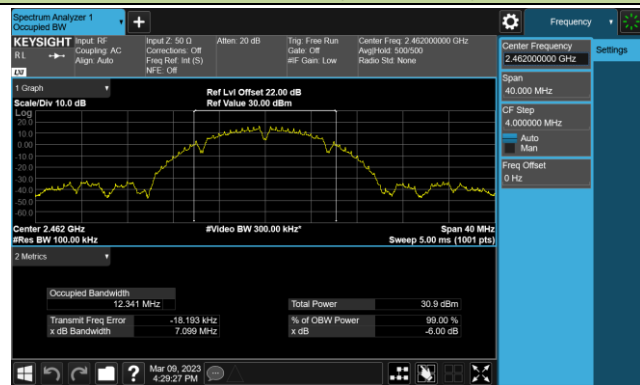 Spectrum Analyzer 1
Occupied BW
+
Frequency
KEYSIGHT
R L
LXI
Input: RF
Coupling: AC
Align: Auto
Input Z: 50 Ω
Corrections: Off
Freq Ref: Int (S)
NFE: Off
Atten: 20 dB
Trig: Free Run
Gate: Off
#IF Gain: Low
Center Freq: 2.462000000 GHz
Avg|Hold: 500/500
Radio Std: None
Center Frequency
2.462000000 GHz
Settings
Span
40.000 MHz
CF Step
4.000000 MHz
Auto
Man
Freq Offset
0 Hz
1 Graph
Scale/Div 10.0 dB
Ref Lvl Offset 22.00 dB
Ref Value 30.00 dBm
Log
20.0
10.0
0.00
-10.0
-20.0
-30.0
-40.0
-50.0
-60.0
Center 2.462 GHz
#Video BW 300.00 kHz*
Span 40 MHz
#Res BW 100.00 kHz
Sweep 5.00 ms (1001 pts)
2 Metrics
Occupied Bandwidth
12.341 MHz
Total Power 30.9 dBm
Transmit Freq Error -18.193 kHz
% of OBW Power 99.00 %
x dB Bandwidth 7.099 MHz
x dB -6.00 dB
?
Mar 09, 2023
4:29:27 PM